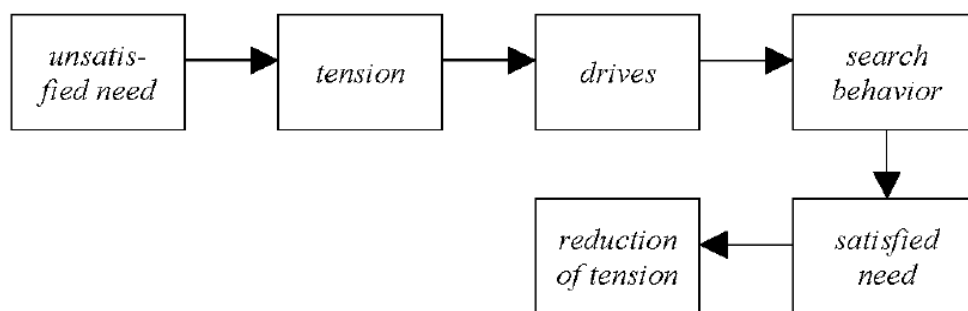 unsatis-
fied need
tension
drives
search
behavior
reduction
of tension
satisfied
need